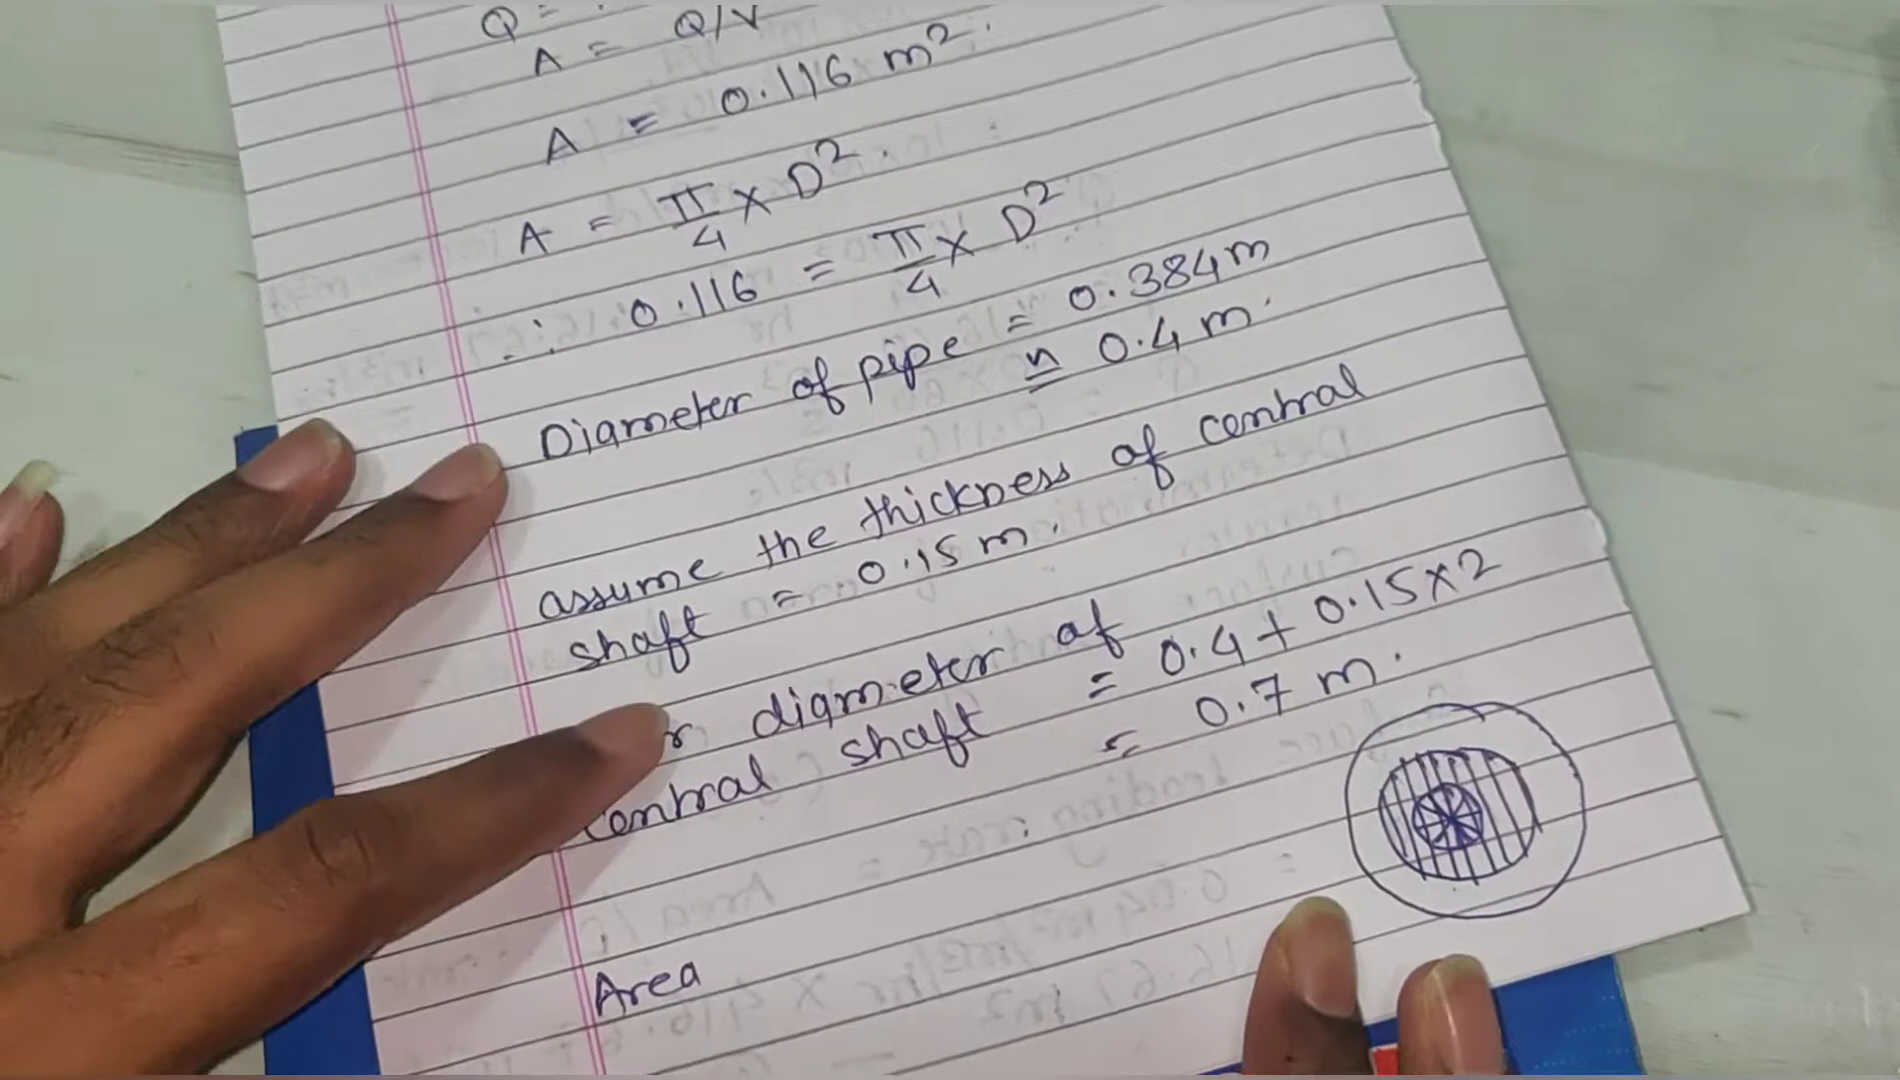 Q =
A = Q/V
A = 0.116 m².
A = π/4 × D².
∴ 0.116 = π/4 × D²
Diameter of pipe = 0.384m
≃ 0.4 m.
assume the thickness of central
shaft = 0.15 m.
diameter of
central shaft = 0.4 + 0.15×2
= 0.7 m.
Area